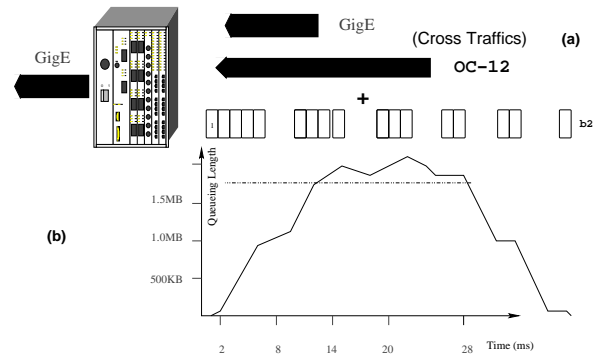 GigE
GigE
(Cross Traffics)
(a)
OC-12
+
1
b2
Queueing Length
1.5MB
1.0MB
500KB
(b)
2
8
14
20
28
Time (ms)